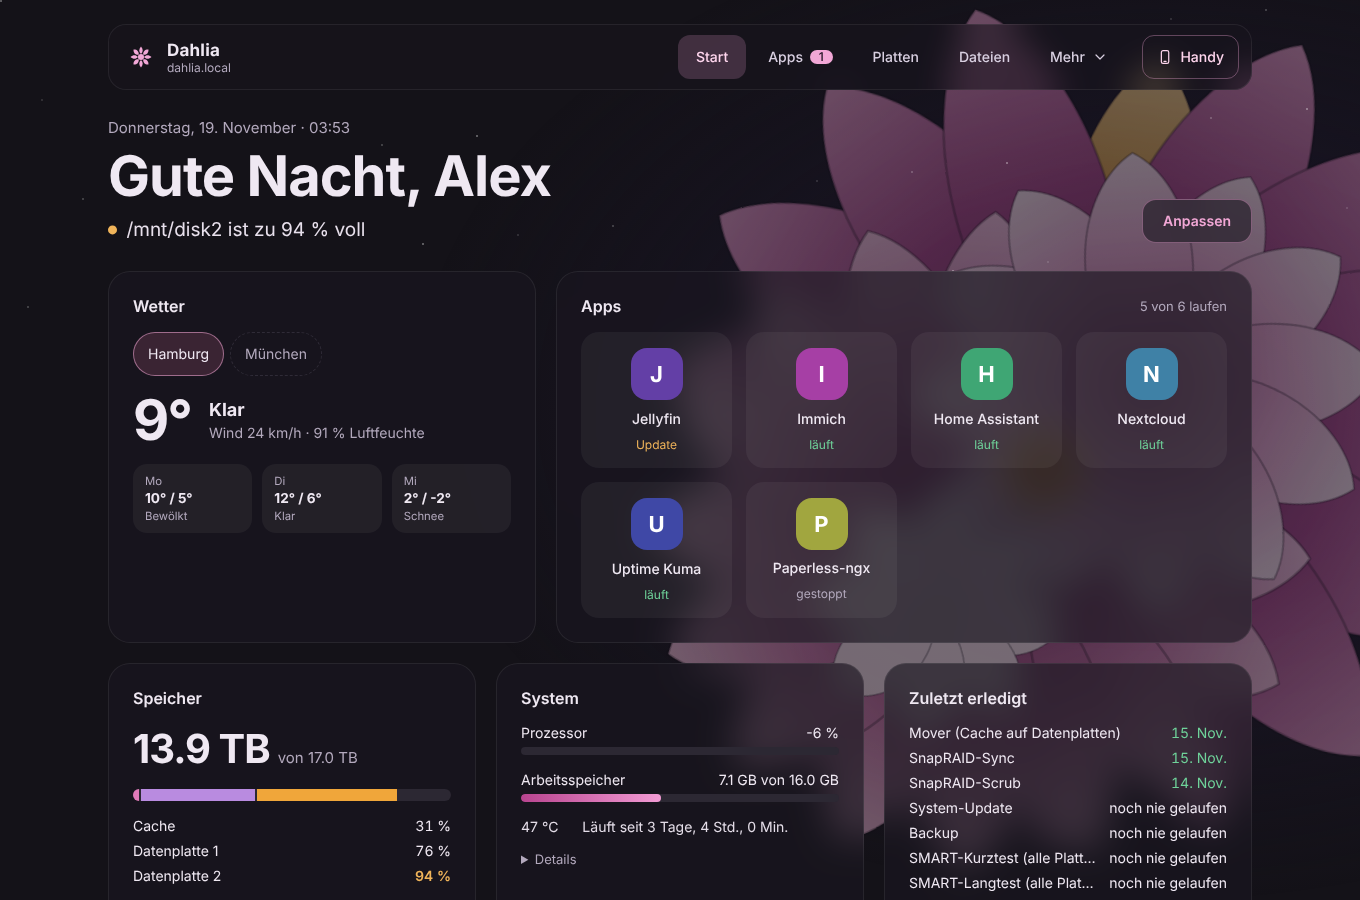 Dahlia
dahlia.local
Start
Apps 1
Platten
Dateien
Mehr
Handy
Donnerstag, 19. November · 03:53
Gute Nacht, Alex
/mnt/disk2 ist zu 94 % voll
Anpassen
Wetter
Hamburg
München
9°
Klar
Wind 24 km/h · 91 % Luftfeuchte
Mo
10° / 5°
Bewölkt
Di
12° / 6°
Klar
Mi
2° / -2°
Schnee
Apps
5 von 6 laufen
J
Jellyfin
Update
I
Immich
läuft
H
Home Assistant
läuft
N
Nextcloud
läuft
U
Uptime Kuma
läuft
P
Paperless-ngx
gestoppt
Speicher
13.9 TB von 17.0 TB
Cache 31 %
Datenplatte 1 76 %
Datenplatte 2 94 %
System
Prozessor -6 %
Arbeitsspeicher 7.1 GB von 16.0 GB
47 °C Läuft seit 3 Tage, 4 Std., 0 Min.
Details
Zuletzt erledigt
Mover (Cache auf Datenplatten) 15. Nov.
SnapRAID-Sync 15. Nov.
SnapRAID-Scrub 14. Nov.
System-Update noch nie gelaufen
Backup noch nie gelaufen
SMART-Kurztest (alle Platt... noch nie gelaufen
SMART-Langtest (alle Plat... noch nie gelaufen